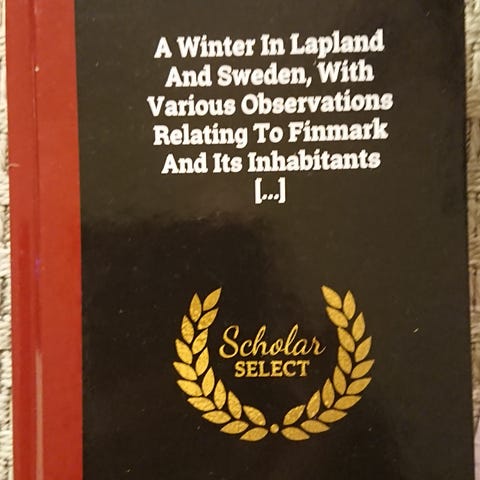 A Winter In Lapland
And Sweden, With
Various Observations
Relating To Finmark
And Its Inhabitants
[...]
Scholar
SELECT